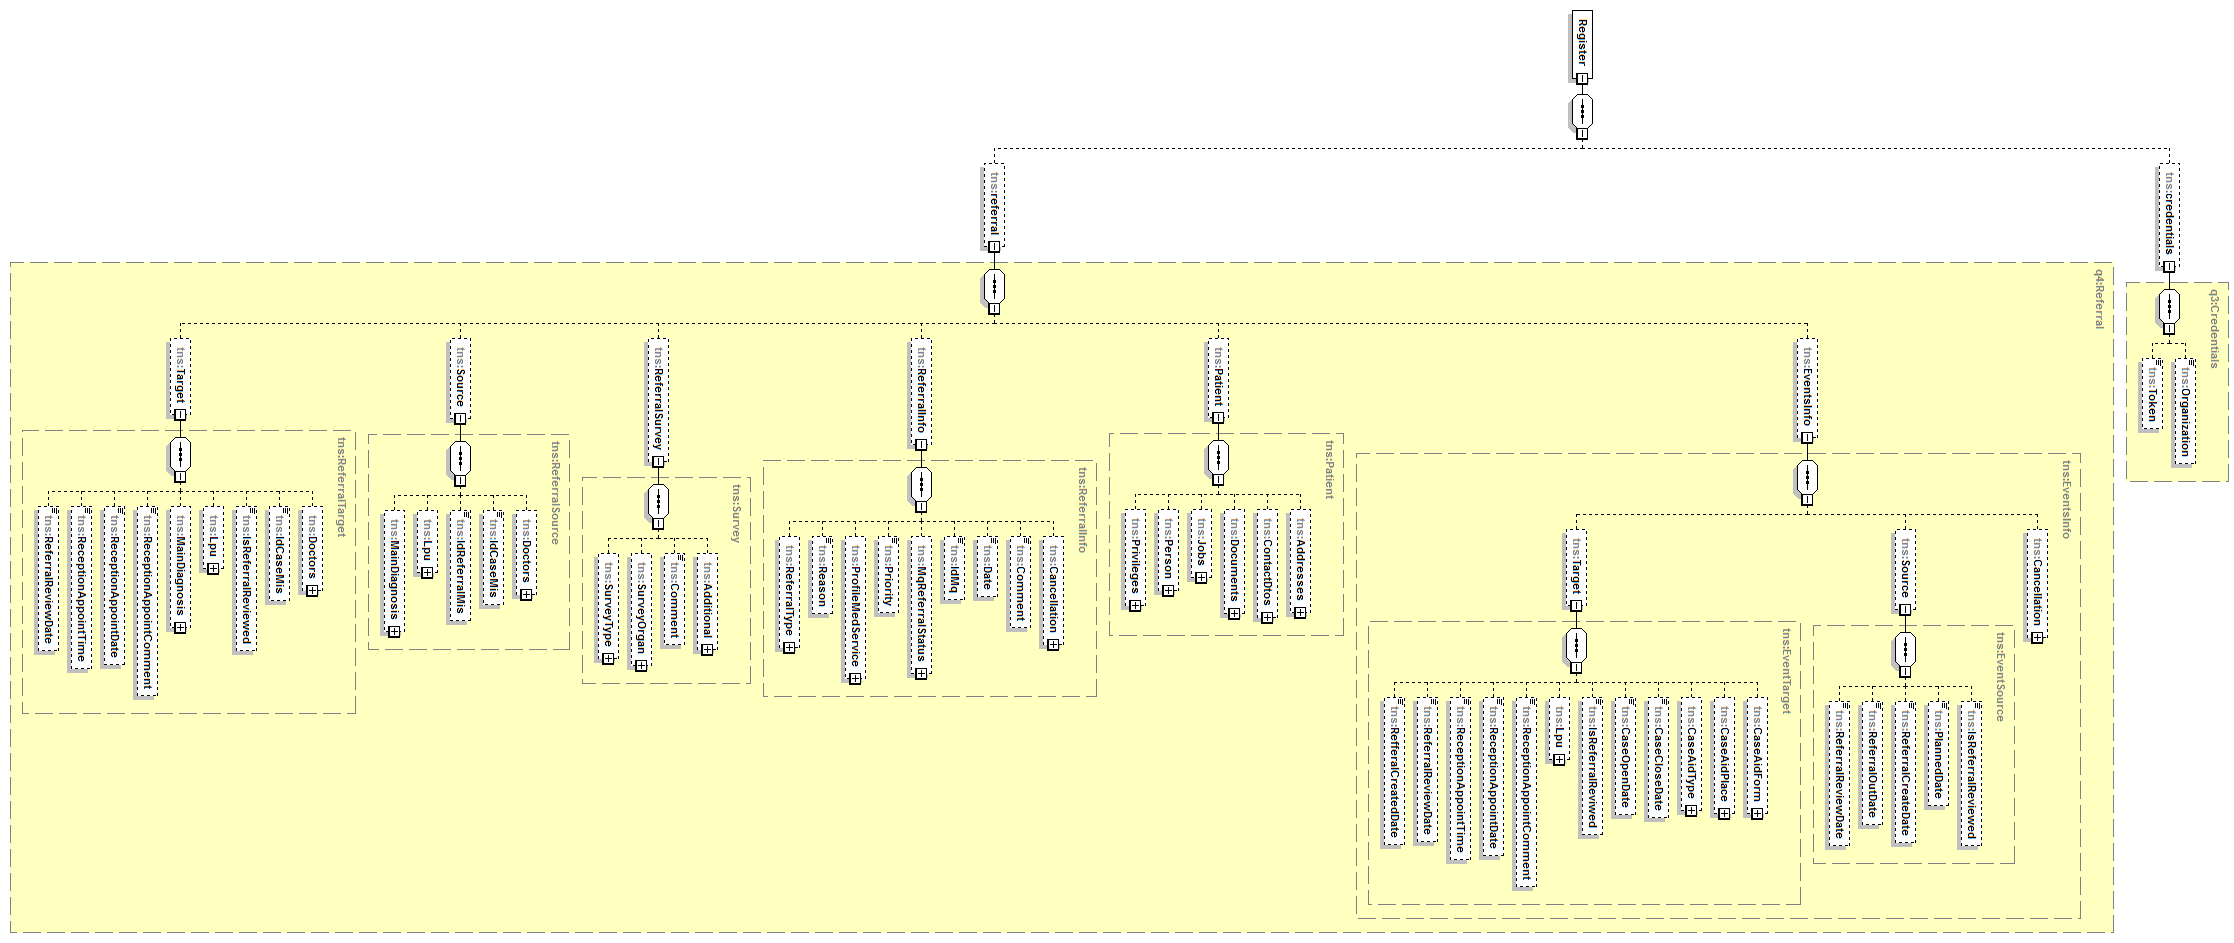 Register
tns:credentials
q3:Credentials
tns:Organization
tns:Token
tns:referral
q4:Referral
tns:EventsInfo
tns:EventsInfo
tns:Cancellation
tns:Source
tns:EventSource
tns:IsReferralReviewed
tns:PlannedDate
tns:ReferralCreateDate
tns:ReferralOutDate
tns:ReferralReviewDate
tns:Target
tns:EventTarget
tns:CaseAidForm
tns:CaseAidPlace
tns:CaseAidType
tns:CaseCloseDate
tns:CaseOpenDate
tns:IsReferralReviwed
tns:Lpu
tns:ReceptionAppointComment
tns:ReceptionAppointDate
tns:ReceptionAppointTime
tns:ReferralReviewDate
tns:RefferalCreatedDate
tns:Patient
tns:Patient
tns:Addresses
tns:ContactDtos
tns:Documents
tns:Jobs
tns:Person
tns:Privileges
tns:ReferralInfo
tns:ReferralInfo
tns:Cancellation
tns:Comment
tns:Date
tns:IdMq
tns:MqReferralStatus
tns:Priority
tns:ProfileMedService
tns:Reason
tns:ReferralType
tns:ReferralSurvey
tns:Survey
tns:Additional
tns:Comment
tns:SurveyOrgan
tns:SurveyType
tns:Source
tns:ReferralSource
tns:Doctors
tns:IdCaseMis
tns:IdReferralMis
tns:Lpu
tns:MainDiagnosis
tns:Target
tns:ReferralTarget
tns:Doctors
tns:IdCaseMis
tns:IsReferralReviewed
tns:Lpu
tns:MainDiagnosis
tns:ReceptionAppointComment
tns:ReceptionAppointDate
tns:ReceptionAppointTime
tns:ReferralReviewDate